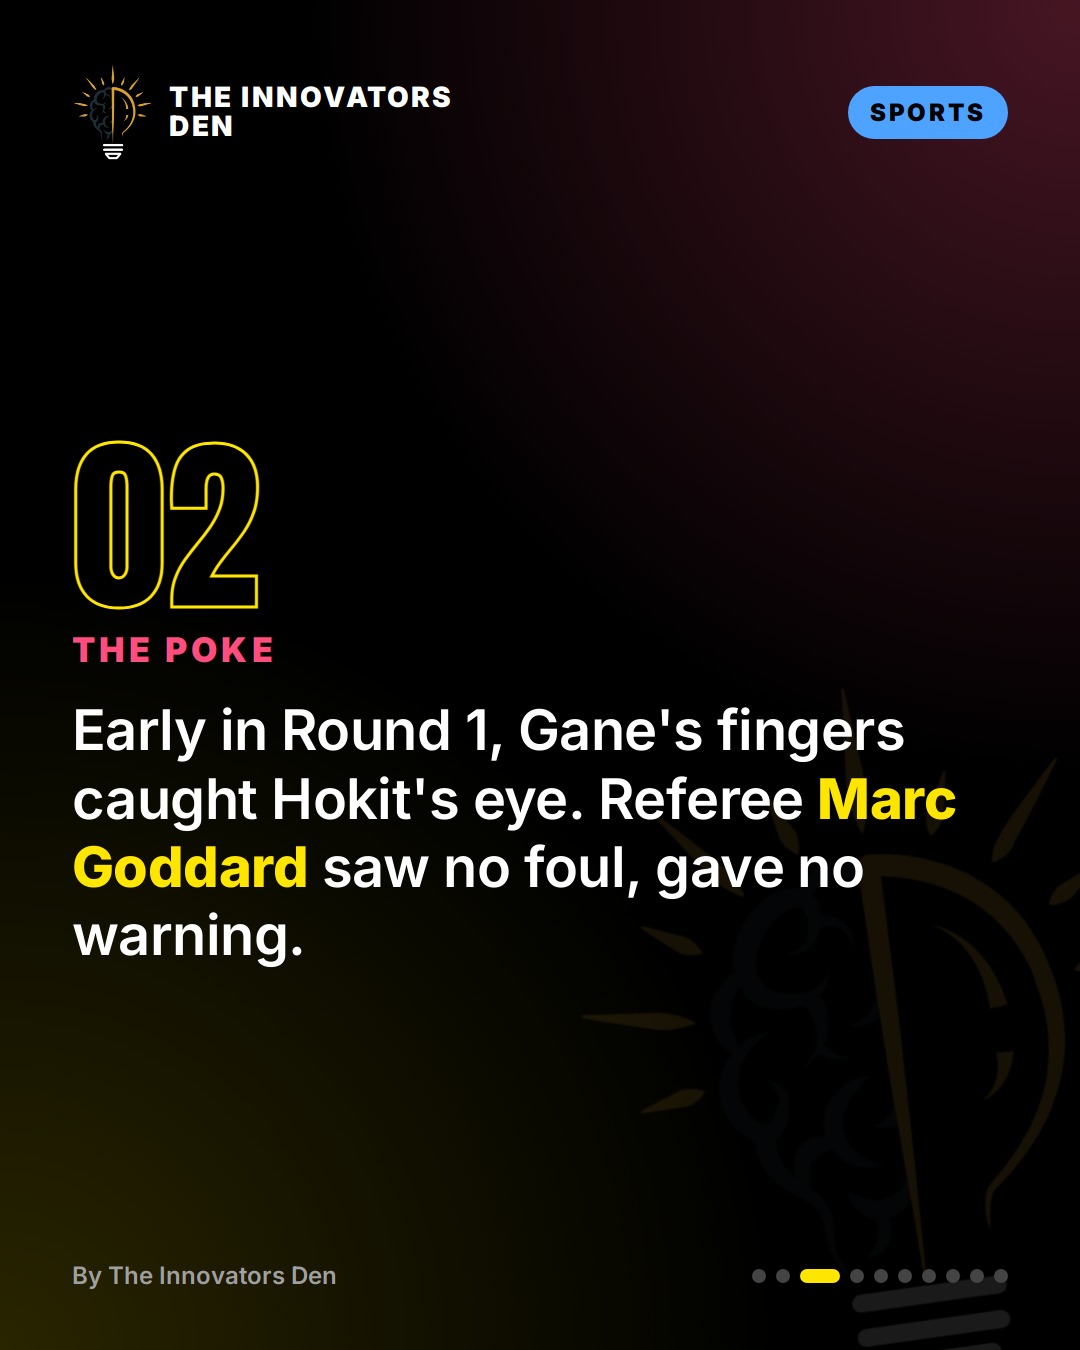 THE INNOVATORS
DEN
SPORTS
02
THE POKE
Early in Round 1, Gane's fingers
caught Hokit's eye. Referee Marc
Goddard saw no foul, gave no
warning.
By The Innovators Den